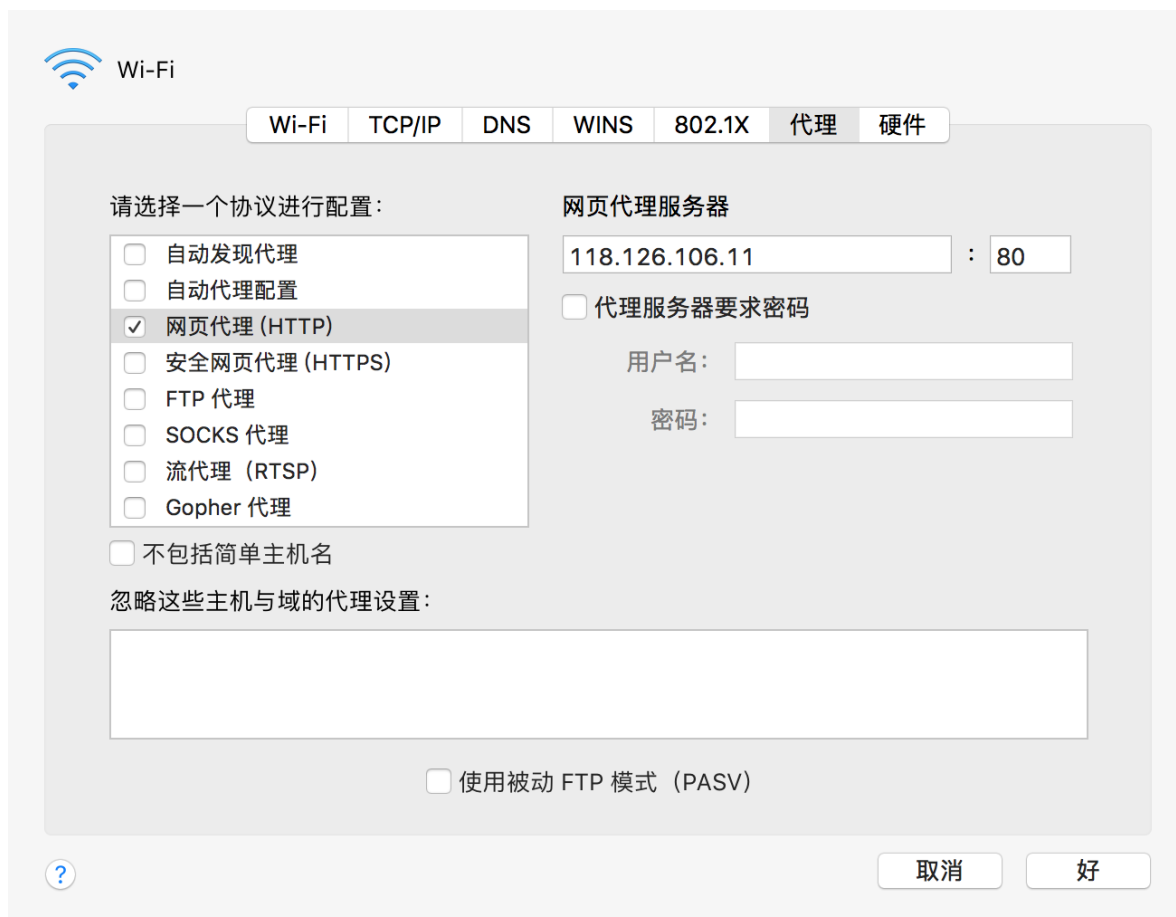 Wi-Fi
Wi-Fi TCP/IP DNS WINS 802.1X 代理 硬件
请选择一个协议进行配置：
自动发现代理
自动代理配置
网页代理 (HTTP)
安全网页代理 (HTTPS)
FTP 代理
SOCKS 代理
流代理（RTSP）
Gopher 代理
不包括简单主机名
网页代理服务器
118.126.106.11 : 80
代理服务器要求密码
用户名：
密码：
忽略这些主机与域的代理设置：
使用被动 FTP 模式（PASV）
? 取消 好